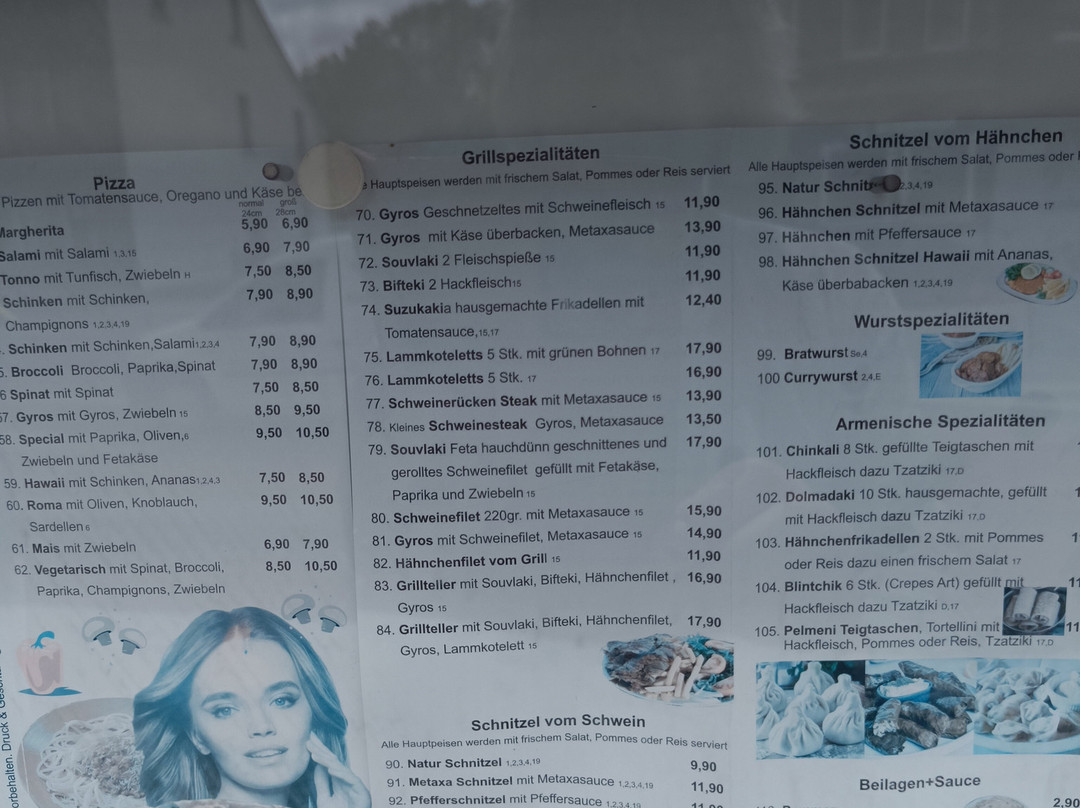 Pizza
Pizzen mit Tomatensauce, Oregano und Käse be
normal groß
24cm 28cm
Margherita 5,90 6,90
Salami mit Salami 1,3,15 6,90 7,90
Tonno mit Tunfisch, Zwiebeln H 7,50 8,50
Schinken mit Schinken, 7,90 8,90
Champignons 1,2,3,4,19
Schinken mit Schinken,Salami1,2,3,4 7,90 8,90
5. Broccoli Broccoli, Paprika,Spinat 7,90 8,90
6 Spinat mit Spinat 7,50 8,50
57. Gyros mit Gyros, Zwiebeln 15 8,50 9,50
58. Special mit Paprika, Oliven,6 9,50 10,50
Zwiebeln und Fetakäse
59. Hawaii mit Schinken, Ananas1,2,4,3 7,50 8,50
60. Roma mit Oliven, Knoblauch, 9,50 10,50
Sardellen 6
61. Mais mit Zwiebeln 6,90 7,90
62. Vegetarisch mit Spinat, Broccoli, 8,50 10,50
Paprika, Champignons, Zwiebeln
orbehalten. Druck &
Grillspezialitäten
e Hauptspeisen werden mit frischem Salat, Pommes oder Reis serviert
70. Gyros Geschnetzeltes mit Schweinefleisch 15 11,90
71. Gyros mit Käse überbacken, Metaxasauce 13,90
72. Souvlaki 2 Fleischspieße 15 11,90
73. Bifteki 2 Hackfleisch15 11,90
74. Suzukakia hausgemachte Frikadellen mit 12,40
Tomatensauce,15,17
75. Lammkoteletts 5 Stk. mit grünen Bohnen 17 17,90
76. Lammkoteletts 5 Stk. 17 16,90
77. Schweinerücken Steak mit Metaxasauce 15 13,90
78. Kleines Schweinesteak Gyros, Metaxasauce 13,50
79. Souvlaki Feta hauchdünn geschnittenes und 17,90
gerolltes Schweinefilet gefüllt mit Fetakäse,
Paprika und Zwiebeln 15
80. Schweinefilet 220gr. mit Metaxasauce 15 15,90
81. Gyros mit Schweinefilet, Metaxasauce 15 14,90
82. Hähnchenfilet vom Grill 15 11,90
83. Grillteller mit Souvlaki, Bifteki, Hähnchenfilet , 16,90
Gyros 15
84. Grillteller mit Souvlaki, Bifteki, Hähnchenfilet, 17,90
Gyros, Lammkotelett 15
Schnitzel vom Schwein
Alle Hauptpeisen werden mit frischem Salat, Pommes oder Reis serviert
90. Natur Schnitzel 1,2,3,4,19 9,90
91. Metaxa Schnitzel mit Metaxasauce 1,2,3,4,19 11,90
92. Pfefferschnitzel mit Pfeffersauce 1,2,3,4,19
Schnitzel vom Hähnchen
Alle Hauptspeisen werden mit frischem Salat, Pommes oder
95. Natur Schnitz 2,3,4,19
96. Hähnchen Schnitzel mit Metaxasauce 17
97. Hähnchen mit Pfeffersauce 17
98. Hähnchen Schnitzel Hawaii mit Ananas,
Käse überbabacken 1,2,3,4,19
Wurstspezialitäten
99. Bratwurst Se,4
100 Currywurst 2,4,E
Armenische Spezialitäten
101. Chinkali 8 Stk. gefüllte Teigtaschen mit
Hackfleisch dazu Tzatziki 17,D
102. Dolmadaki 10 Stk. hausgemachte, gefüllt
mit Hackfleisch dazu Tzatziki 17,D
103. Hähnchenfrikadellen 2 Stk. mit Pommes
oder Reis dazu einen frischem Salat 17
104. Blintchik 6 Stk. (Crepes Art) gefüllt mit
Hackfleisch dazu Tzatziki D,17
105. Pelmeni Teigtaschen, Tortellini mit
Hackfleisch, Pommes oder Reis, Tzatziki 17,D
Beilagen+Sauce
2,90